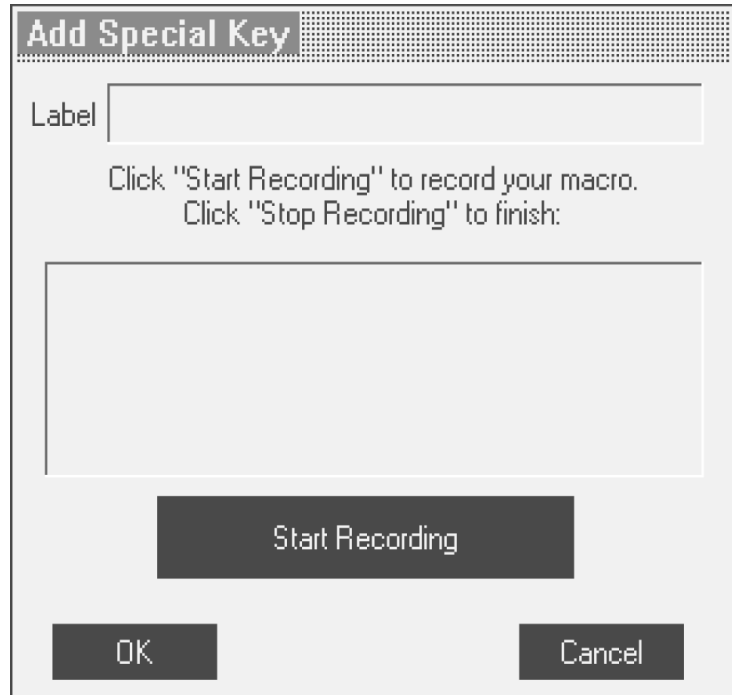 Add Special Key
Label
Click "Start Recording" to record your macro.
Click "Stop Recording" to finish:
Start Recording
OK
Cancel